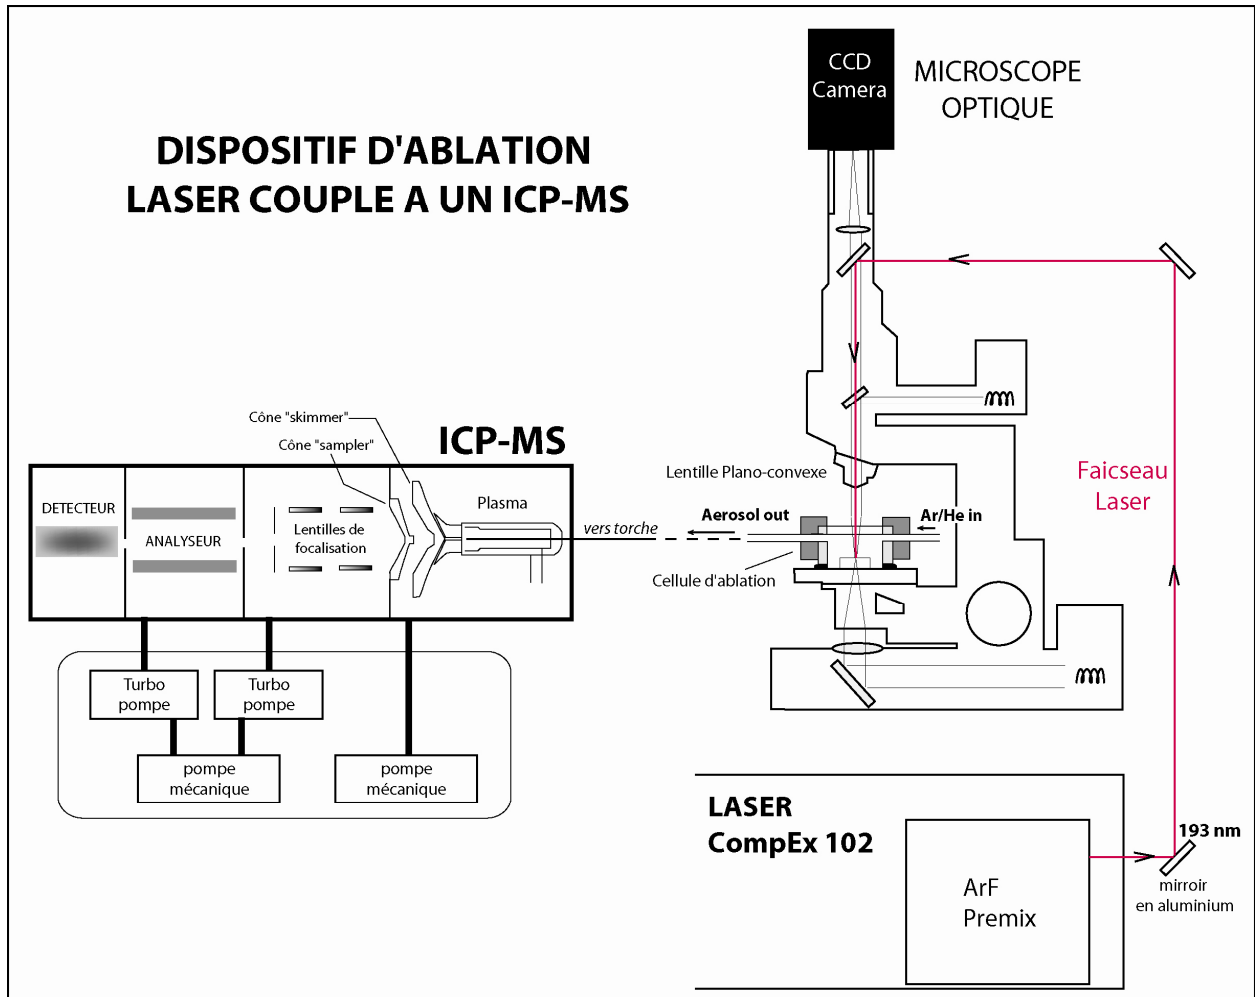 CCD
Camera
MICROSCOPE
OPTIQUE
DISPOSITIF D'ABLATION
LASER COUPLE A UN ICP-MS
Cône "skimmer"
Cône "sampler"
ICP-MS
Lentille Plano-convexe
Faicseau
Laser
DETECTEUR
ANALYSEUR
Lentilles de
focalisation
Plasma
vers torche
Aerosol out
Ar/He in
Cellule d'ablation
Turbo
pompe
Turbo
pompe
pompe
mécanique
pompe
mécanique
LASER
CompEx 102
ArF
Premix
193 nm
mirroir
en aluminium